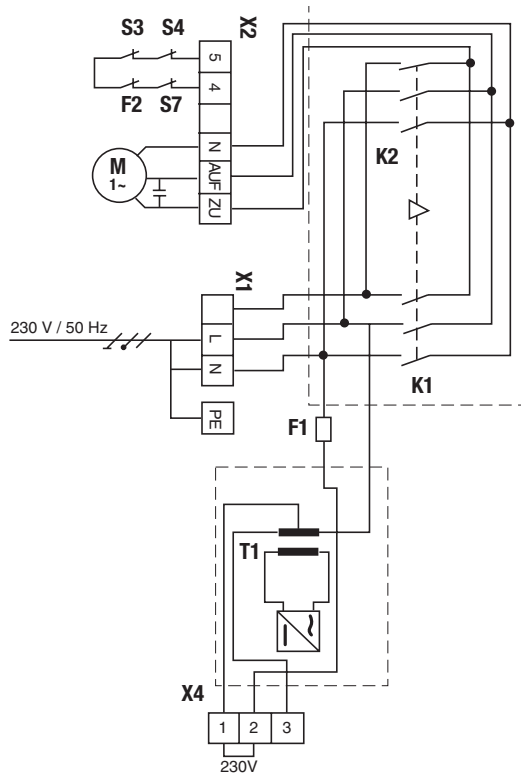 S3 S4
X2
5
4
F2 S7
N
AUF
ZU
M
1~
K2
X1
230 V / 50 Hz
L
N
K1
PE
F1
T1
~
X4
1 2 3
230V